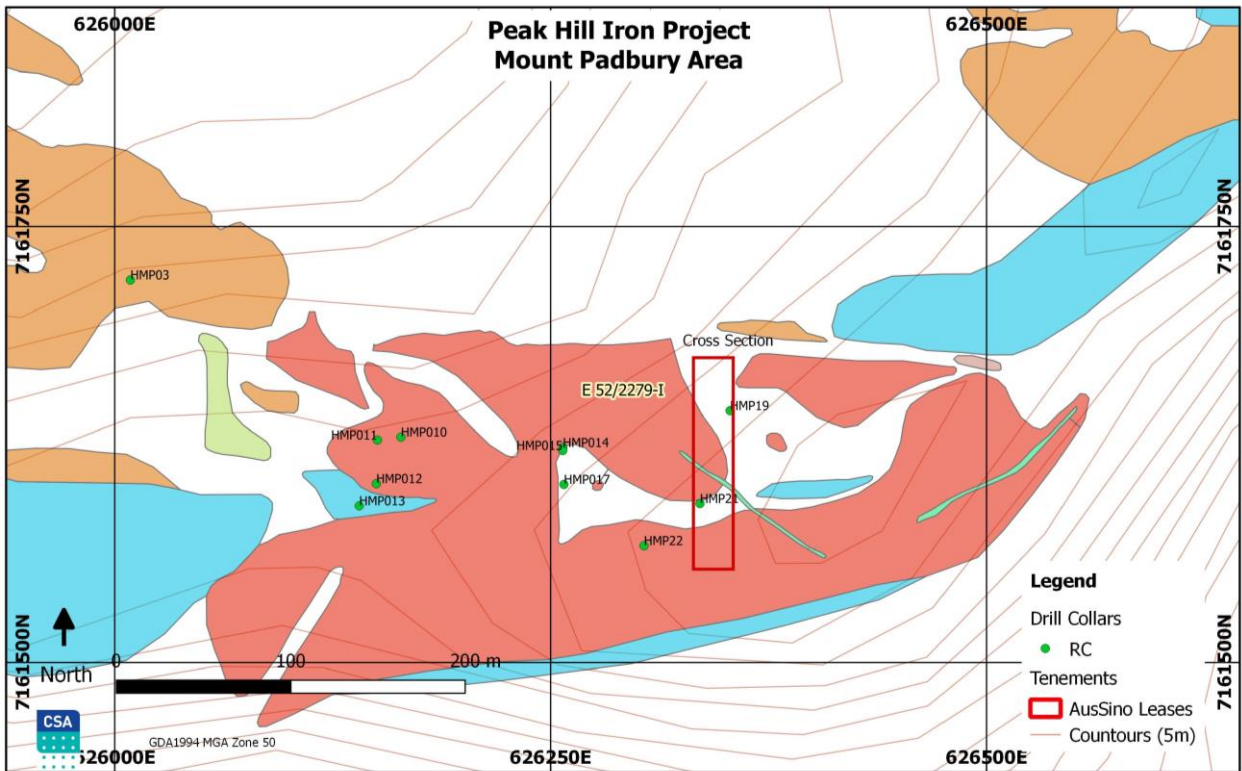 626000E
626500E
Peak Hill Iron Project
Mount Padbury Area
7161750N
7161750N
HMP03
Cross Section
E 52/2279-I
HMP19
HMP011
HMP010
HMP015
HMP014
HMP012
HMP017
HMP013
HMP21
HMP22
Legend
Drill Collars
RC
Tenements
AusSino Leases
Countours (5m)
7161500N
7161500N
North
0
100
200 m
CSA
GDA1994 MGA Zone 50
626000E
626250E
626500E